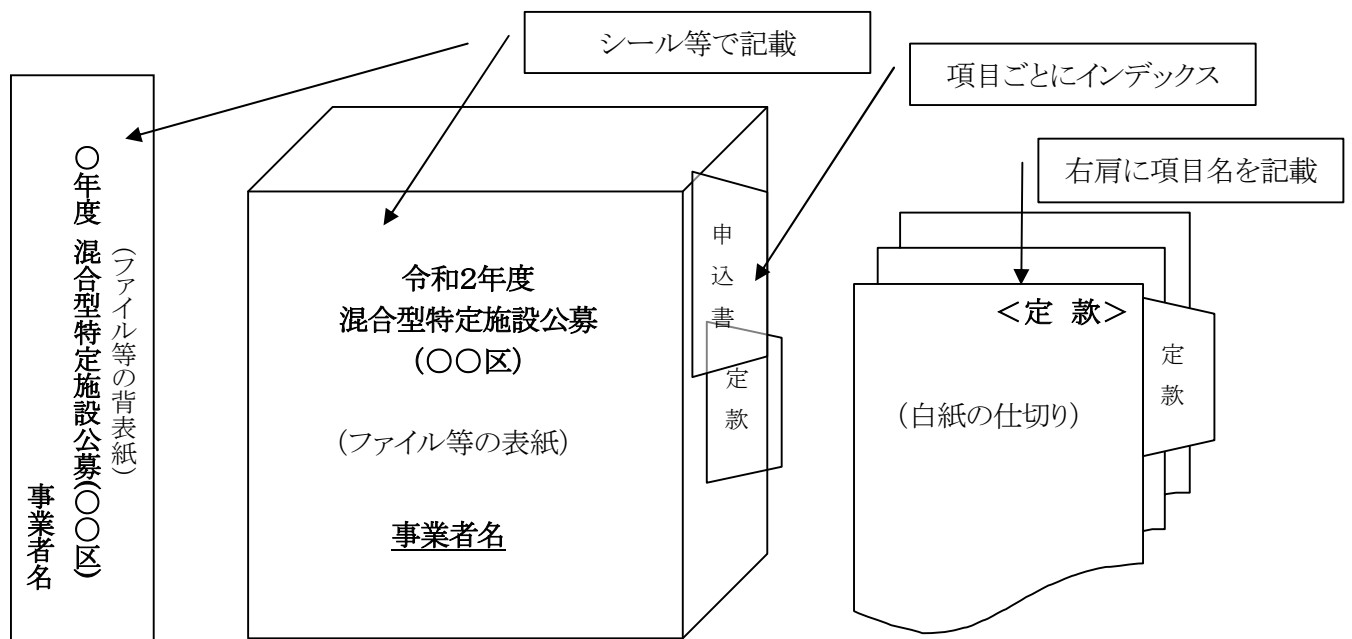 シール等で記載
項目ごとにインデックス
右肩に項目名を記載
○年度 混合型特定施設公募(○○区)
(ファイル等の背表紙)
事業者名
令和2年度
混合型特定施設公募
(○○区)
(ファイル等の表紙)
事業者名
申込書
定款
<定 款>
(白紙の仕切り)
定款